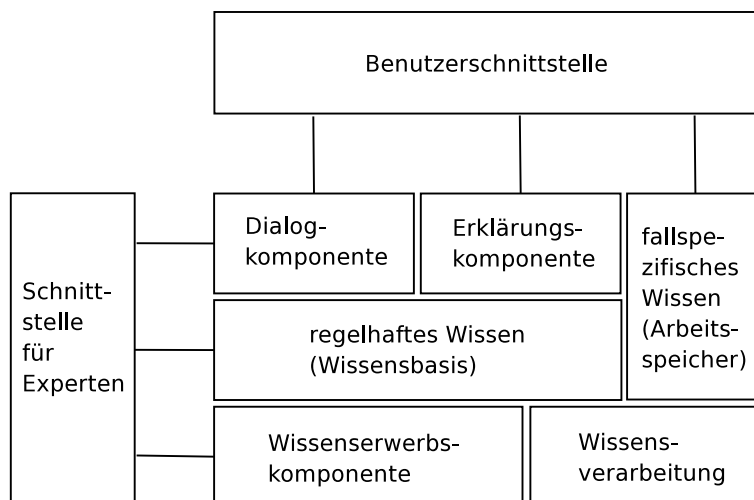 Benutzerschnittstelle
Dialog-
komponente
Erklärungs-
komponente
fallspe-
zifisches
Wissen
(Arbeits-
speicher)
Schnitt-
stelle
für
Experten
regelhaftes Wissen
(Wissensbasis)
Wissenserwerbs-
komponente
Wissens-
verarbeitung